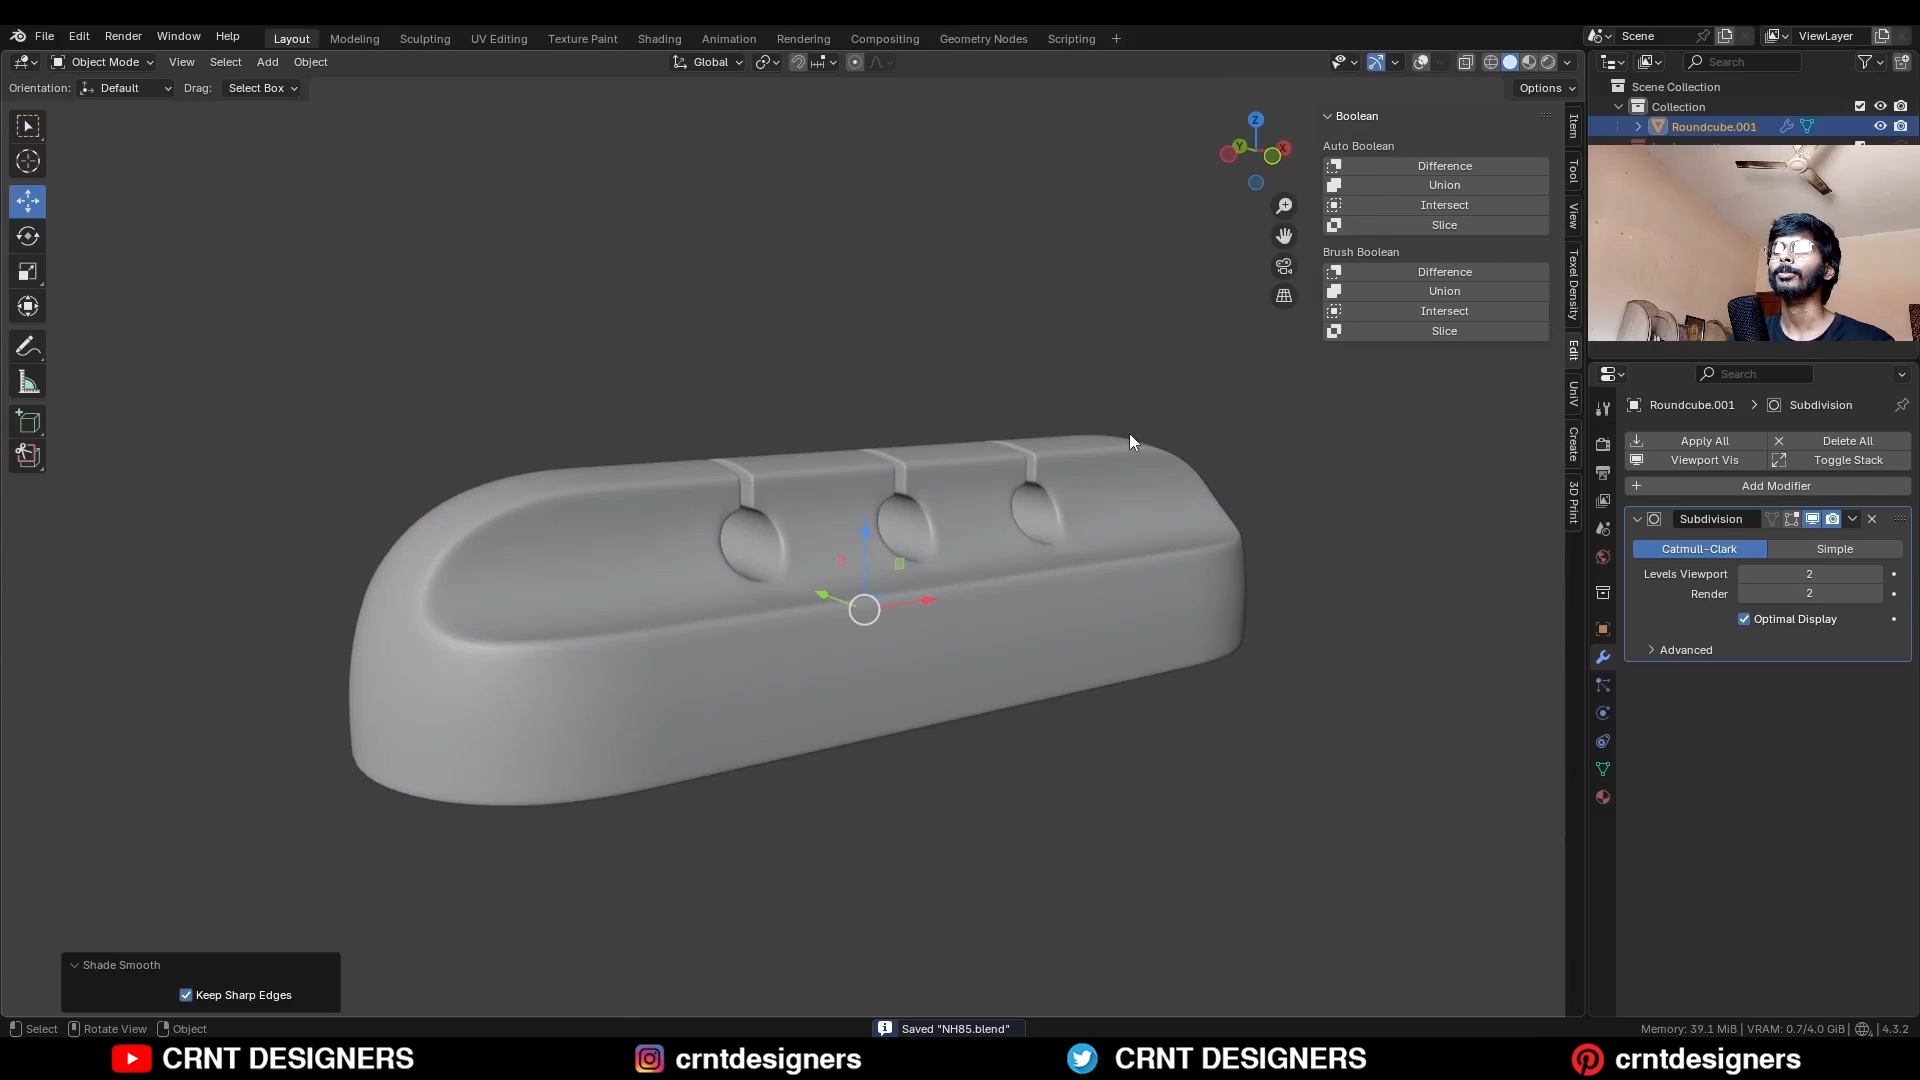 File Edit Render Window Help
Layout Modeling Sculpting UV Editing Texture Paint Shading Animation Rendering Compositing Geometry Nodes Scripting +
Scene
ViewLayer
Object Mode View Select Add Object
Global
Search
Orientation: Default Drag: Select Box
Options
Scene Collection
Collection
Roundcube.001
Z
Y
X
Boolean
Auto Boolean
Difference
Union
Intersect
Slice
Brush Boolean
Difference
Union
Intersect
Slice
Item
Tool
View
Texel Density
Edit
UniV
Create
3D Print
Search
Roundcube.001 > Subdivision
Apply All
Delete All
Viewport Vis
Toggle Stack
Add Modifier
Subdivision
Catmull-Clark Simple
Levels Viewport 2
Render 2
Optimal Display
Advanced
Shade Smooth
Keep Sharp Edges
Select Rotate View Object
Saved "NH85.blend"
Memory: 39.1 MiB | VRAM: 0.7/4.0 GiB | 4.3.2
CRNT DESIGNERS crntdesigners CRNT DESIGNERS crntdesigners